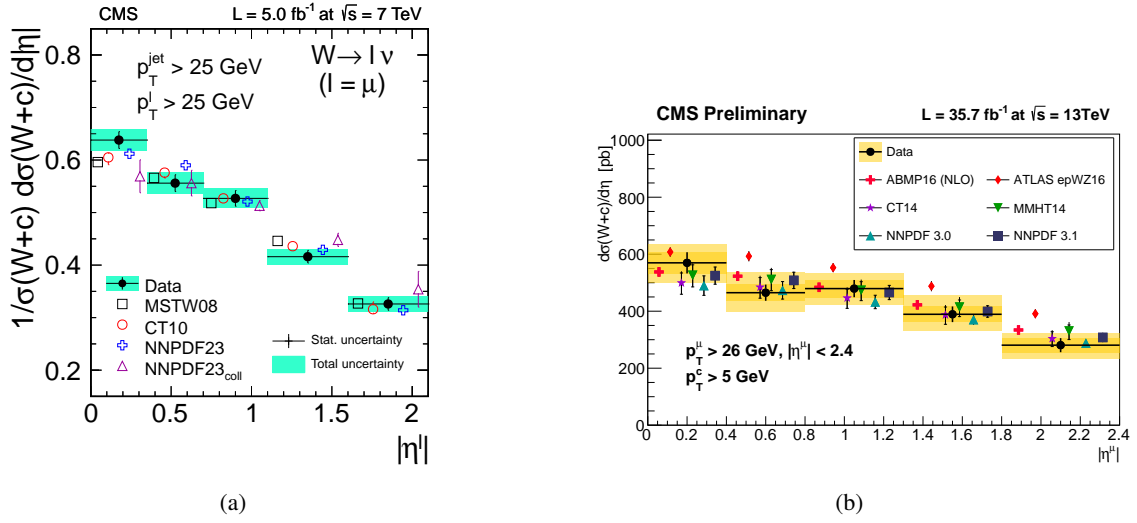 CMS
L = 5.0 fb⁻¹ at √s = 7 TeV
1/σ(W+c) dσ(W+c)/d|η|
0.8
0.6
0.4
0.2
p_T^jet > 25 GeV
p_T^l > 25 GeV
W → l ν
(l = μ)
Data
MSTW08
CT10
NNPDF23
NNPDF23_coll
Stat. uncertainty
Total uncertainty
0 0.5 1 1.5 2
|η^l|
(a)
CMS Preliminary
L = 35.7 fb⁻¹ at √s = 13TeV
dσ(W+c)/dη [pb]
1000
800
600
400
200
0
Data
ABMP16 (NLO) ATLAS epWZ16
CT14 MMHT14
NNPDF 3.0 NNPDF 3.1
p_T^μ > 26 GeV, |η^μ| < 2.4
p_T^c > 5 GeV
0 0.2 0.4 0.6 0.8 1 1.2 1.4 1.6 1.8 2 2.2 2.4
|η^μ|
(b)